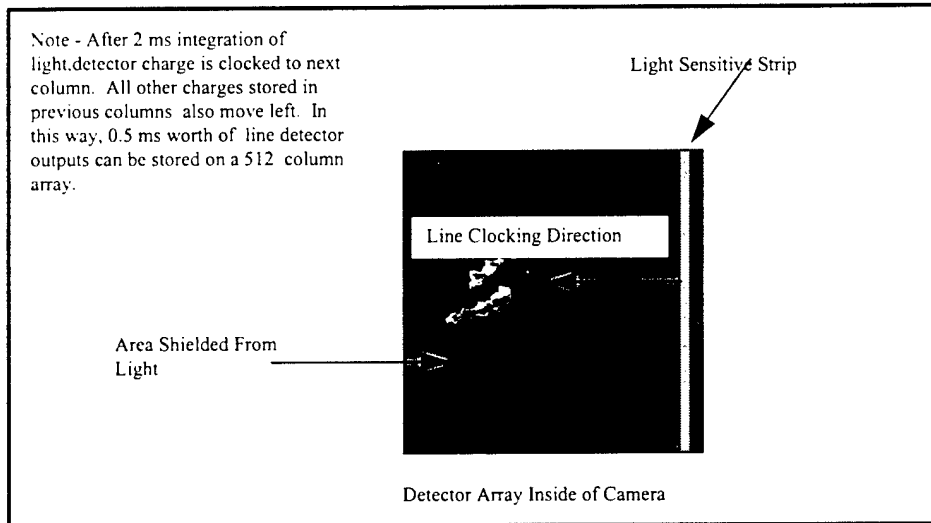 Note - After 2 ms integration of
light,detector charge is clocked to next
column. All other charges stored in
previous columns also move left. In
this way, 0.5 ms worth of line detector
outputs can be stored on a 512 column
array.
Light Sensitive Strip
Line Clocking Direction
Area Shielded From
Light
Detector Array Inside of Camera